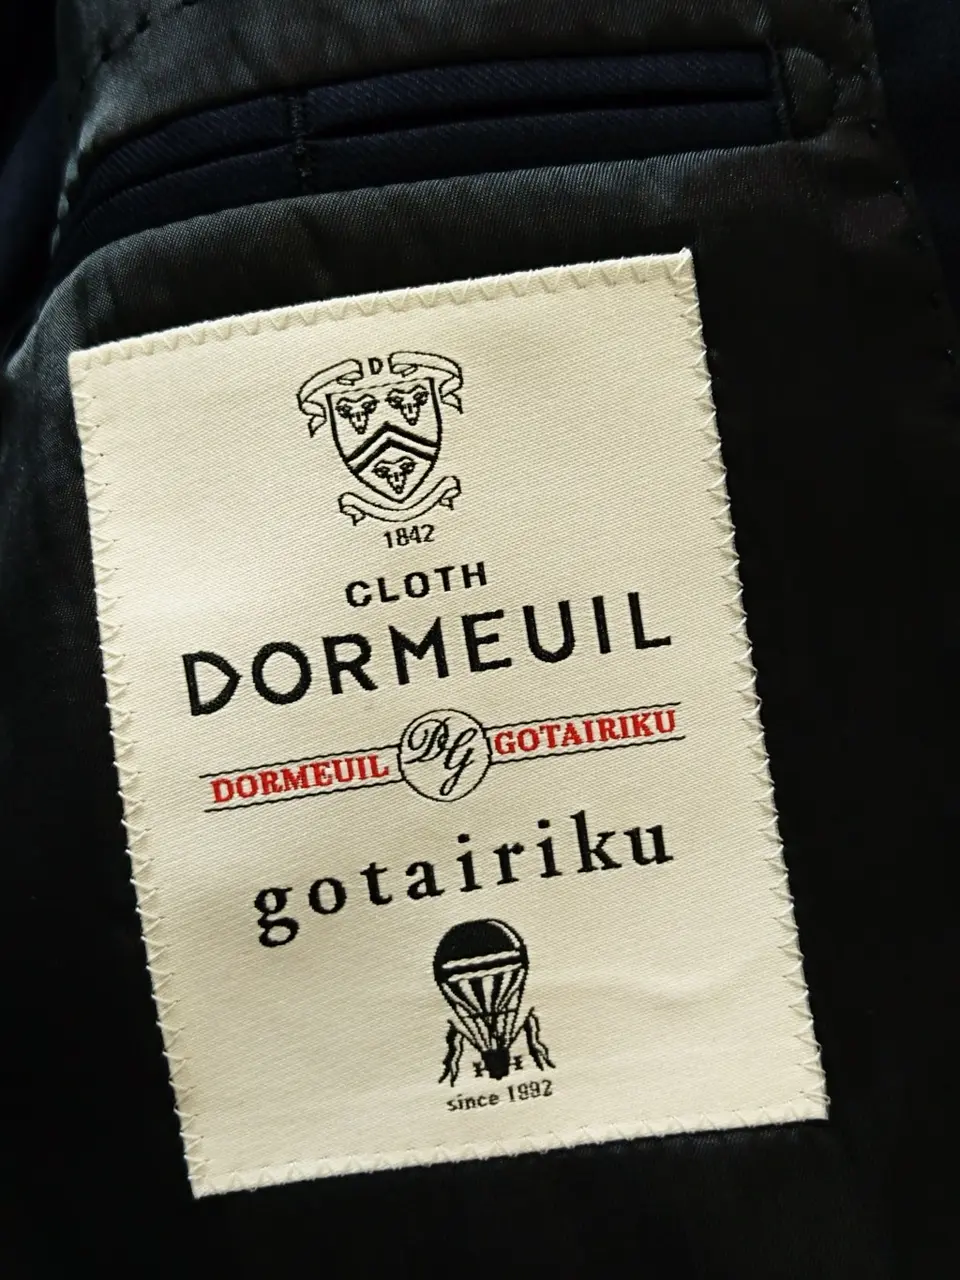 D
1842
CLOTH
DORMEUIL
DORMEUIL DG GOTAIRIKU
gotairiku
since 1992